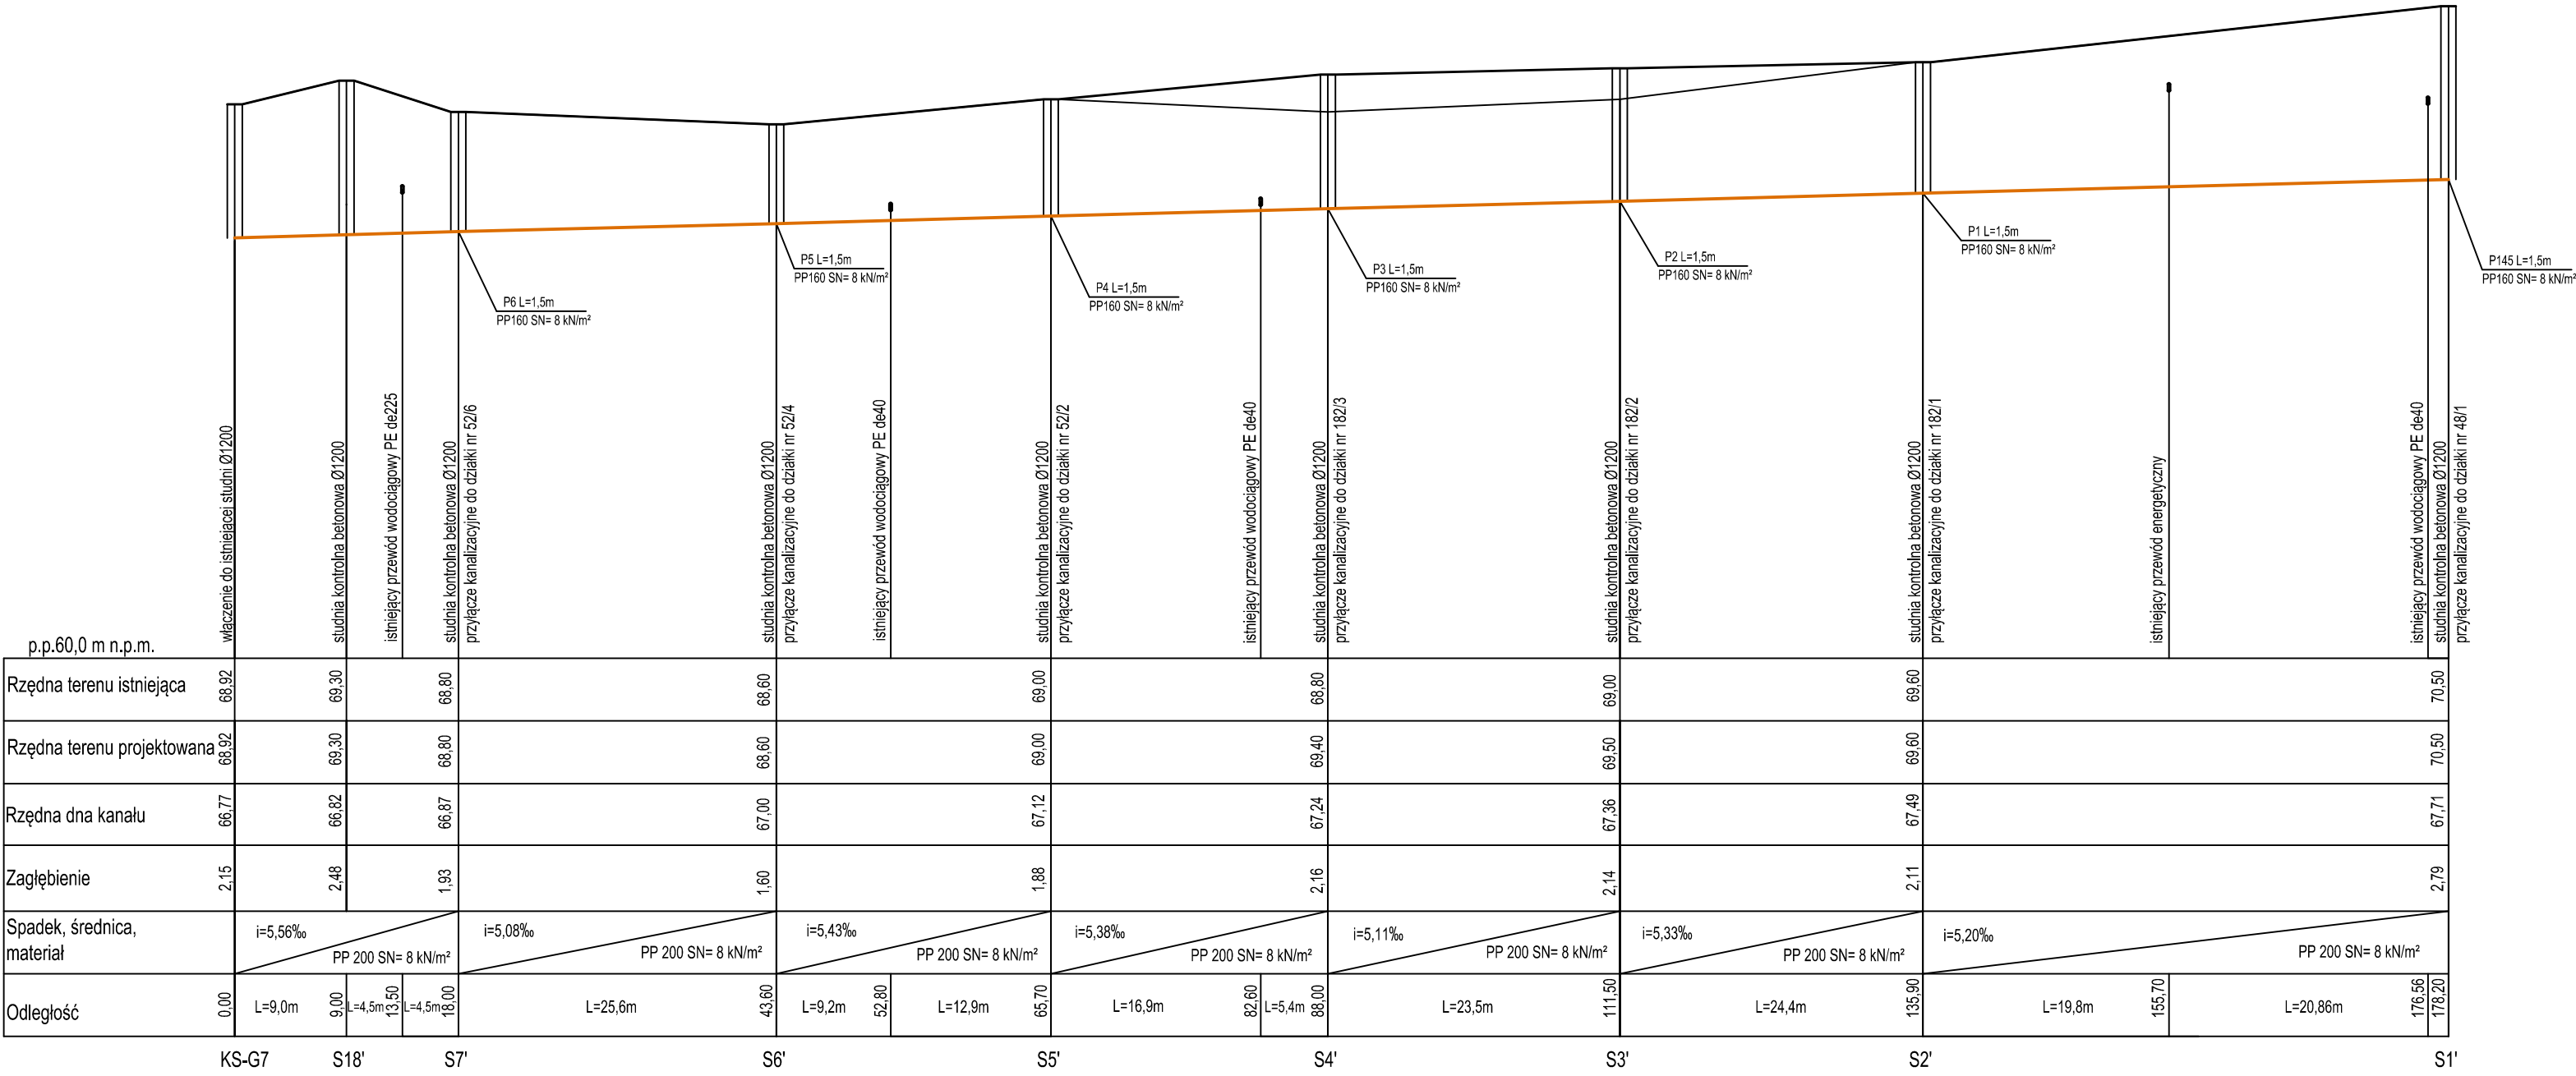 P6 L=1,5m
PP160 SN= 8 kN/m²
P5 L=1,5m
PP160 SN= 8 kN/m²
P4 L=1,5m
PP160 SN= 8 kN/m²
P3 L=1,5m
PP160 SN= 8 kN/m²
P2 L=1,5m
PP160 SN= 8 kN/m²
P1 L=1,5m
PP160 SN= 8 kN/m²
P145 L=1,5m
PP160 SN= 8 kN/m²
właczenie do istniejącej studni Ø1200
studnia kontrolna betonowa Ø1200
istniejący przewód wodociągowy PE de225
studnia kontrolna betonowa Ø1200
przyłącze kanalizacyjne do działki nr 52/6
studnia kontrolna betonowa Ø1200
przyłącze kanalizacyjne do działki nr 52/4
istniejący przewód wodociągowy PE de40
studnia kontrolna betonowa Ø1200
przyłącze kanalizacyjne do działki nr 52/2
istniejący przewód wodociągowy PE de40
studnia kontrolna betonowa Ø1200
przyłącze kanalizacyjne do działki nr 182/3
studnia kontrolna betonowa Ø1200
przyłącze kanalizacyjne do działki nr 182/2
studnia kontrolna betonowa Ø1200
przyłącze kanalizacyjne do działki nr 182/1
istniejący przewód energetyczny
istniejący przewód wodociągowy PE de40
studnia kontrolna betonowa Ø1200
przyłącze kanalizacyjne do działki nr 48/1
p.p.60,0 m n.p.m.
Rzędna terenu istniejąca 68,92 69,30 68,80 68,60 69,00 68,80 69,00 69,60 70,50
Rzędna terenu projektowana 68,92 69,30 68,80 68,60 69,00 69,40 69,50 69,60 70,50
Rzędna dna kanału 66,77 66,82 66,87 67,00 67,12 67,24 67,36 67,49 67,71
Zagłębienie 2,15 2,48 1,93 1,60 1,88 2,16 2,14 2,11 2,79
Spadek, średnica,
materiał
i=5,56‰ PP 200 SN= 8 kN/m²
i=5,08‰ PP 200 SN= 8 kN/m²
i=5,43‰ PP 200 SN= 8 kN/m²
i=5,38‰ PP 200 SN= 8 kN/m²
i=5,11‰ PP 200 SN= 8 kN/m²
i=5,33‰ PP 200 SN= 8 kN/m²
i=5,20‰ PP 200 SN= 8 kN/m²
Odległość 0,00 L=9,0m 9,00 L=4,5m 13,50 L=4,5m 18,00 L=25,6m 43,60 L=9,2m 52,80 L=12,9m 65,70 L=16,9m 82,60 L=5,4m 88,00 L=23,5m 111,50 L=24,4m 135,90 L=19,8m 155,70 L=20,86m 176,56 178,20
KS-G7 S18' S7' S6' S5' S4' S3' S2' S1'